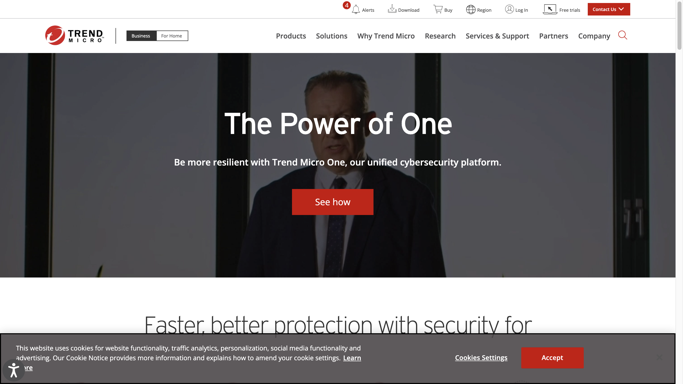 4
Alerts
Download
Buy
Region
Log In
Free trials
Contact Us
TREND
MICRO
Business
For Home
Products
Solutions
Why Trend Micro
Research
Services & Support
Partners
Company
The Power of One
Be more resilient with Trend Micro One, our unified cybersecurity platform.
See how
Faster, better protection with security for
This website uses cookies for website functionality, traffic analytics, personalization, social media functionality and
advertising. Our Cookie Notice provides more information and explains how to amend your cookie settings. Learn
Cookies Settings
Accept